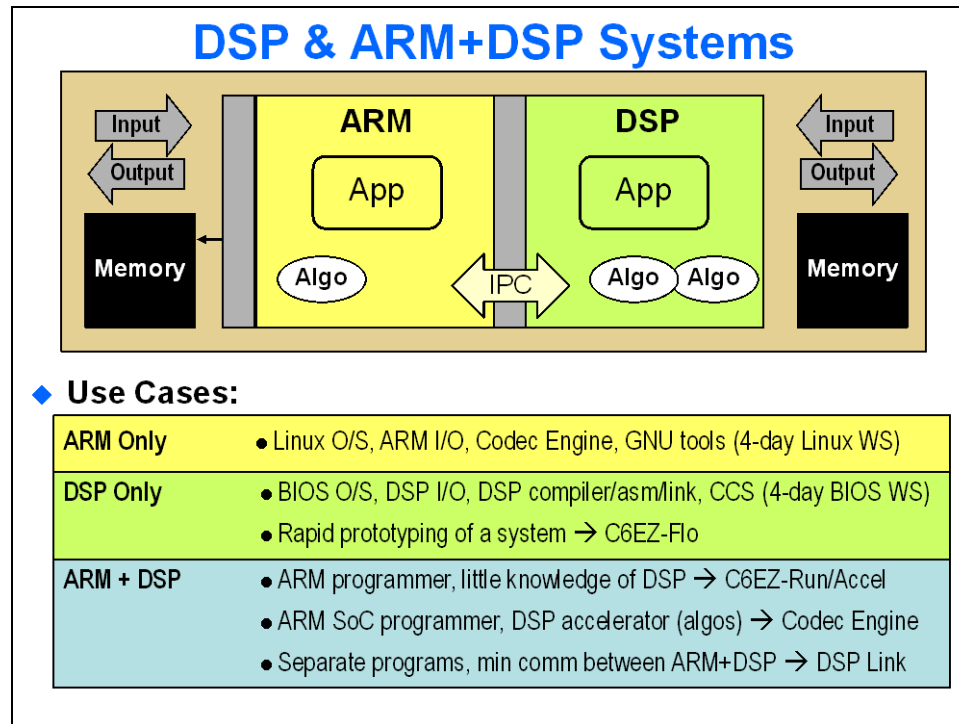 DSP & ARM+DSP Systems
Input
Output
Memory
ARM
App
Algo
IPC
DSP
App
Algo
Algo
Input
Output
Memory
◆ Use Cases:
ARM Only
● Linux O/S, ARM I/O, Codec Engine, GNU tools (4-day Linux WS)
DSP Only
● BIOS O/S, DSP I/O, DSP compiler/asm/link, CCS (4-day BIOS WS)
● Rapid prototyping of a system → C6EZ-Flo
ARM + DSP
● ARM programmer, little knowledge of DSP → C6EZ-Run/Accel
● ARM SoC programmer, DSP accelerator (algos) → Codec Engine
● Separate programs, min comm between ARM+DSP → DSP Link